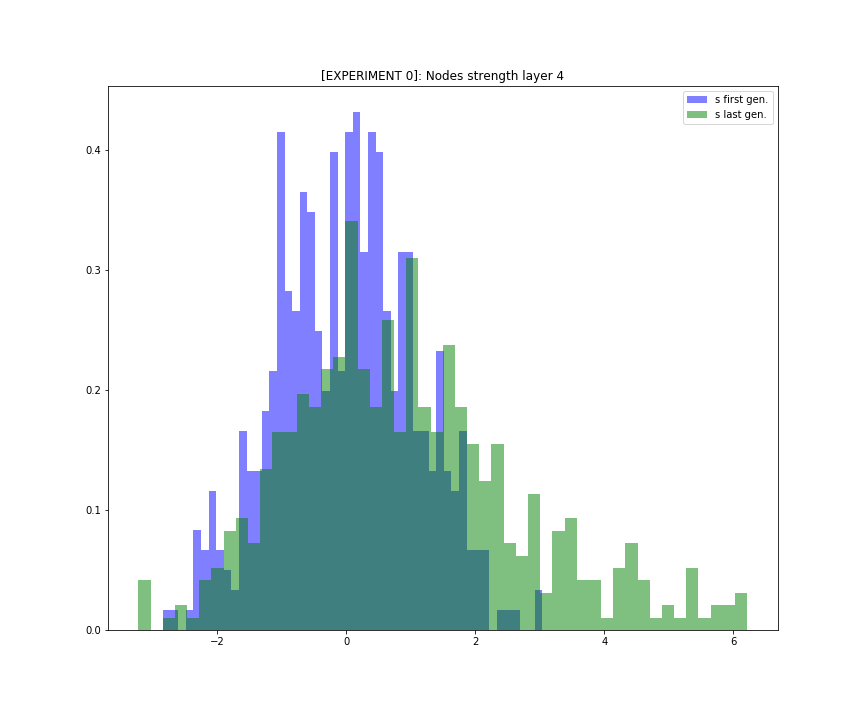 [EXPERIMENT 0]: Nodes strength layer 4
s first gen.
s last gen.
0.4
0.3
0.2
0.1
0.0
−2 0 2 4 6